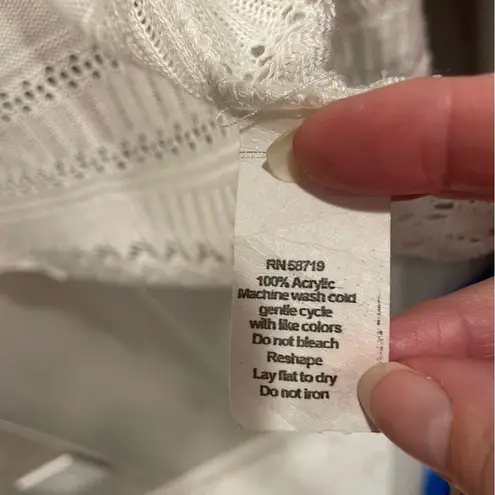 RN 58719
100% Acrylic
Machine wash cold
gentle cycle
with like colors
Do not bleach
Reshape
Lay flat to dry
Do not iron